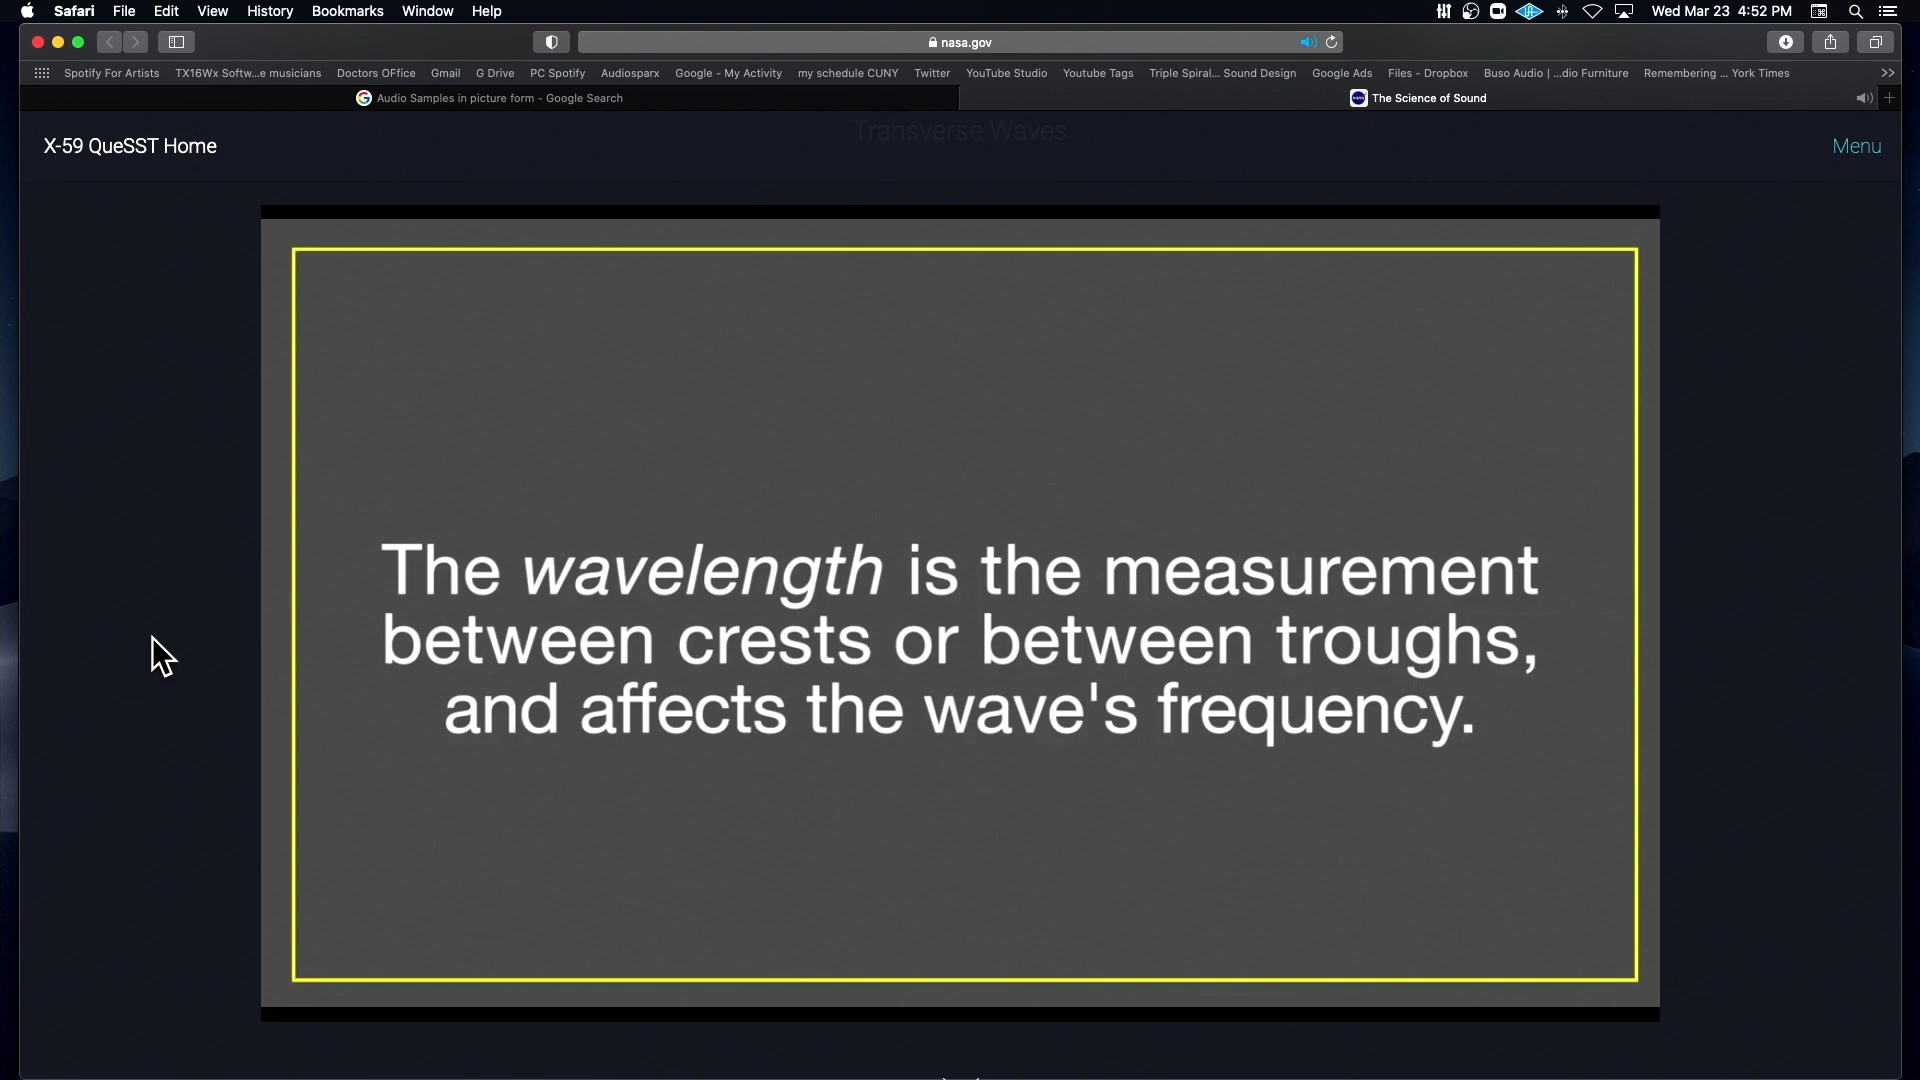 Safari File Edit View History Bookmarks Window Help Wed Mar 23 4:52 PM
nasa.gov
Spotify For Artists TX16Wx Softw...e musicians Doctors OFfice Gmail G Drive PC Spotify Audiosparx Google - My Activity my schedule CUNY Twitter YouTube Studio Youtube Tags Triple Spiral... Sound Design Google Ads Files - Dropbox Buso Audio | ...dio Furniture Remembering ... York Times
Audio Samples in picture form - Google Search The Science of Sound
Transverse Waves
X-59 QueSST Home Menu
The wavelength is the measurement
between crests or between troughs,
and affects the wave's frequency.